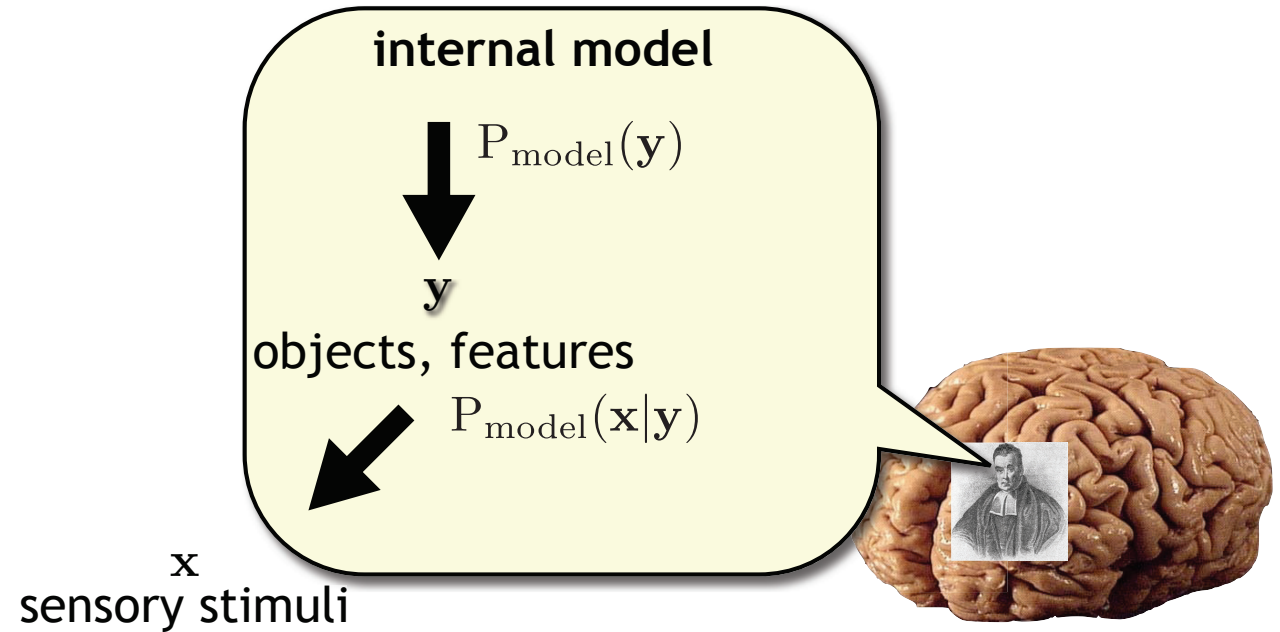 internal model
P_model(y)
y
objects, features
P_model(x|y)
x
sensory stimuli